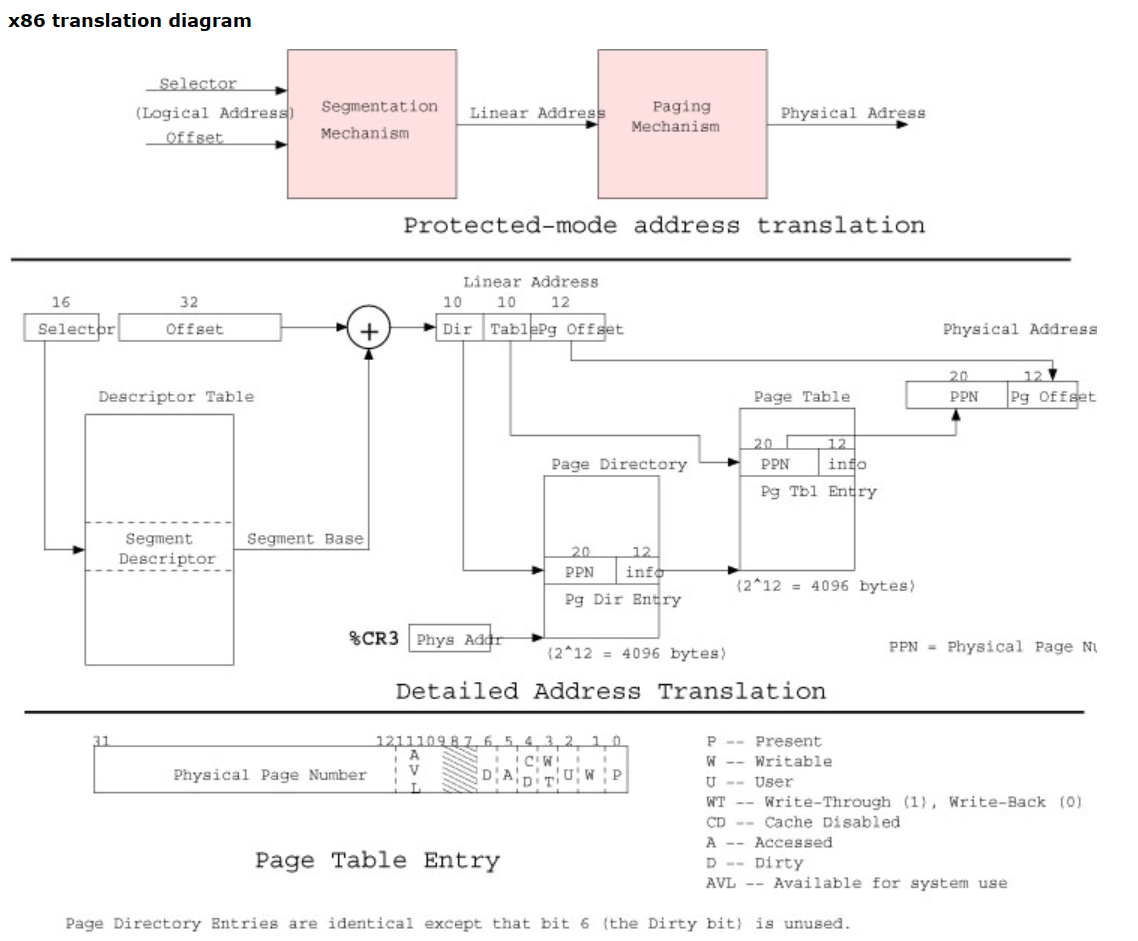 x86 translation diagram
Selector
(Logical Address)
Offset
Segmentation
Mechanism
Linear Address
Paging
Mechanism
Physical Adress
Protected-mode address translation
Linear Address
16
32
10
10
12
Selector
Offset
+
Dir
Table
Pg Offset
Physical Address
20
12
PPN
Pg Offset
Descriptor Table
Page Table
20
12
PPN
info
Pg Tbl Entry
Page Directory
Segment
Descriptor
Segment Base
20
12
PPN
info
Pg Dir Entry
(2^12 = 4096 bytes)
%CR3
Phys Addr
(2^12 = 4096 bytes)
PPN = Physical Page Nu
Detailed Address Translation
31
12 11 10 9 8 7 6 5 4 3 2 1 0
Physical Page Number
AVL
D
A
CD
WT
U
W
P
Page Table Entry
P -- Present
W -- Writable
U -- User
WT -- Write-Through (1), Write-Back (0)
CD -- Cache Disabled
A -- Accessed
D -- Dirty
AVL -- Available for system use
Page Directory Entries are identical except that bit 6 (the Dirty bit) is unused.